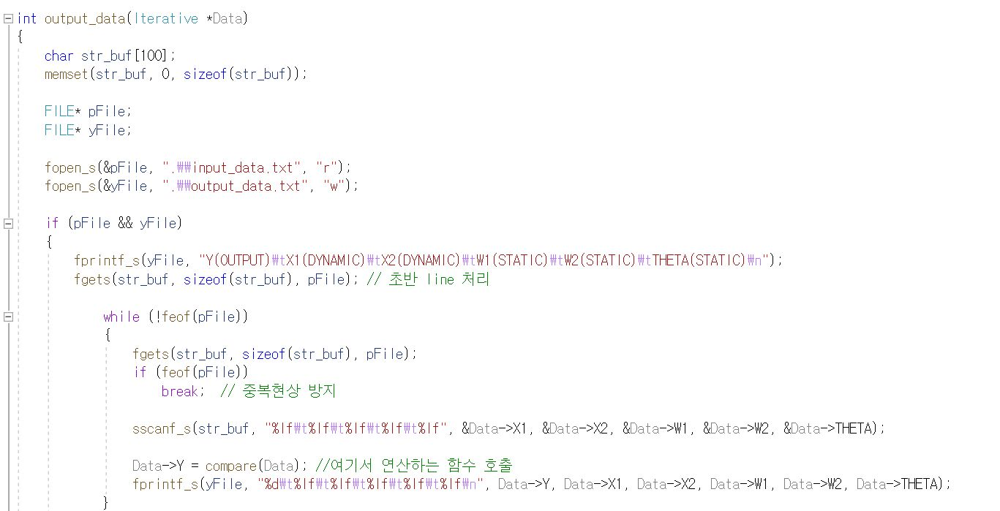 int output_data(Iterative *Data)
{
char str_buf[100];
memset(str_buf, 0, sizeof(str_buf));
FILE* pFile;
FILE* yFile;
fopen_s(&pFile, ".₩₩input_data.txt", "r");
fopen_s(&yFile, ".₩₩output_data.txt", "w");
if (pFile && yFile)
{
fprintf_s(yFile, "Y(OUTPUT)₩tX1(DYNAMIC)₩tX2(DYNAMIC)₩tW1(STATIC)₩tW2(STATIC)₩tTHETA(STATIC)₩n");
fgets(str_buf, sizeof(str_buf), pFile); // 초반 line 처리
while (!feof(pFile))
{
fgets(str_buf, sizeof(str_buf), pFile);
if (feof(pFile))
break; // 중복현상 방지
sscanf_s(str_buf, "%lf₩t%lf₩t%lf₩t%lf₩t%lf", &Data->X1, &Data->X2, &Data->W1, &Data->W2, &Data->THETA);
Data->Y = compare(Data); //여기서 연산하는 함수 호출
fprintf_s(yFile, "%d₩t%lf₩t%lf₩t%lf₩t%lf₩t%lf₩n", Data->Y, Data->X1, Data->X2, Data->W1, Data->W2, Data->THETA);
}